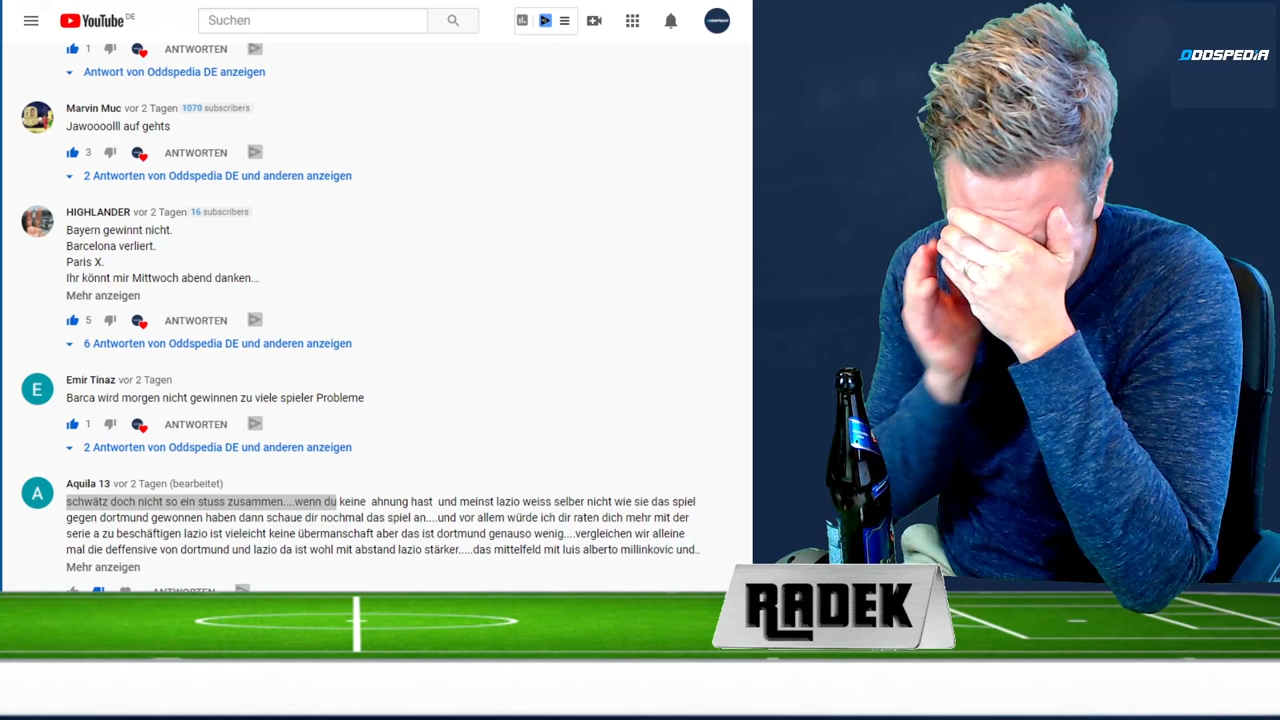 YouTube DE
Suchen
ODDSPEDIA
1 ANTWORTEN
Antwort von Oddspedia DE anzeigen
Marvin Muc vor 2 Tagen 1070 subscribers
Jawoooolll auf gehts
3 ANTWORTEN
2 Antworten von Oddspedia DE und anderen anzeigen
HIGHLANDER vor 2 Tagen 16 subscribers
Bayern gewinnt nicht.
Barcelona verliert.
Paris X.
Ihr könnt mir Mittwoch abend danken...
Mehr anzeigen
5 ANTWORTEN
6 Antworten von Oddspedia DE und anderen anzeigen
E
Emir Tinaz vor 2 Tagen
Barca wird morgen nicht gewinnen zu viele spieler Probleme
1 ANTWORTEN
2 Antworten von Oddspedia DE und anderen anzeigen
A
Aquila 13 vor 2 Tagen (bearbeitet)
schwätz doch nicht so ein stuss zusammen....wenn du keine ahnung hast und meinst lazio weiss selber nicht wie sie das spiel
gegen dortmund gewonnen haben dann schaue dir nochmal das spiel an....und vor allem würde ich dir raten dich mehr mit der
serie a zu beschäftigen lazio ist vieleicht keine übermanschaft aber das ist dortmund genauso wenig....vergleichen wir alleine
mal die deffensive von dortmund und lazio da ist wohl mit abstand lazio stärker.....das mittelfeld mit luis alberto millinkovic und..
Mehr anzeigen
ANTWORTEN
RADEK